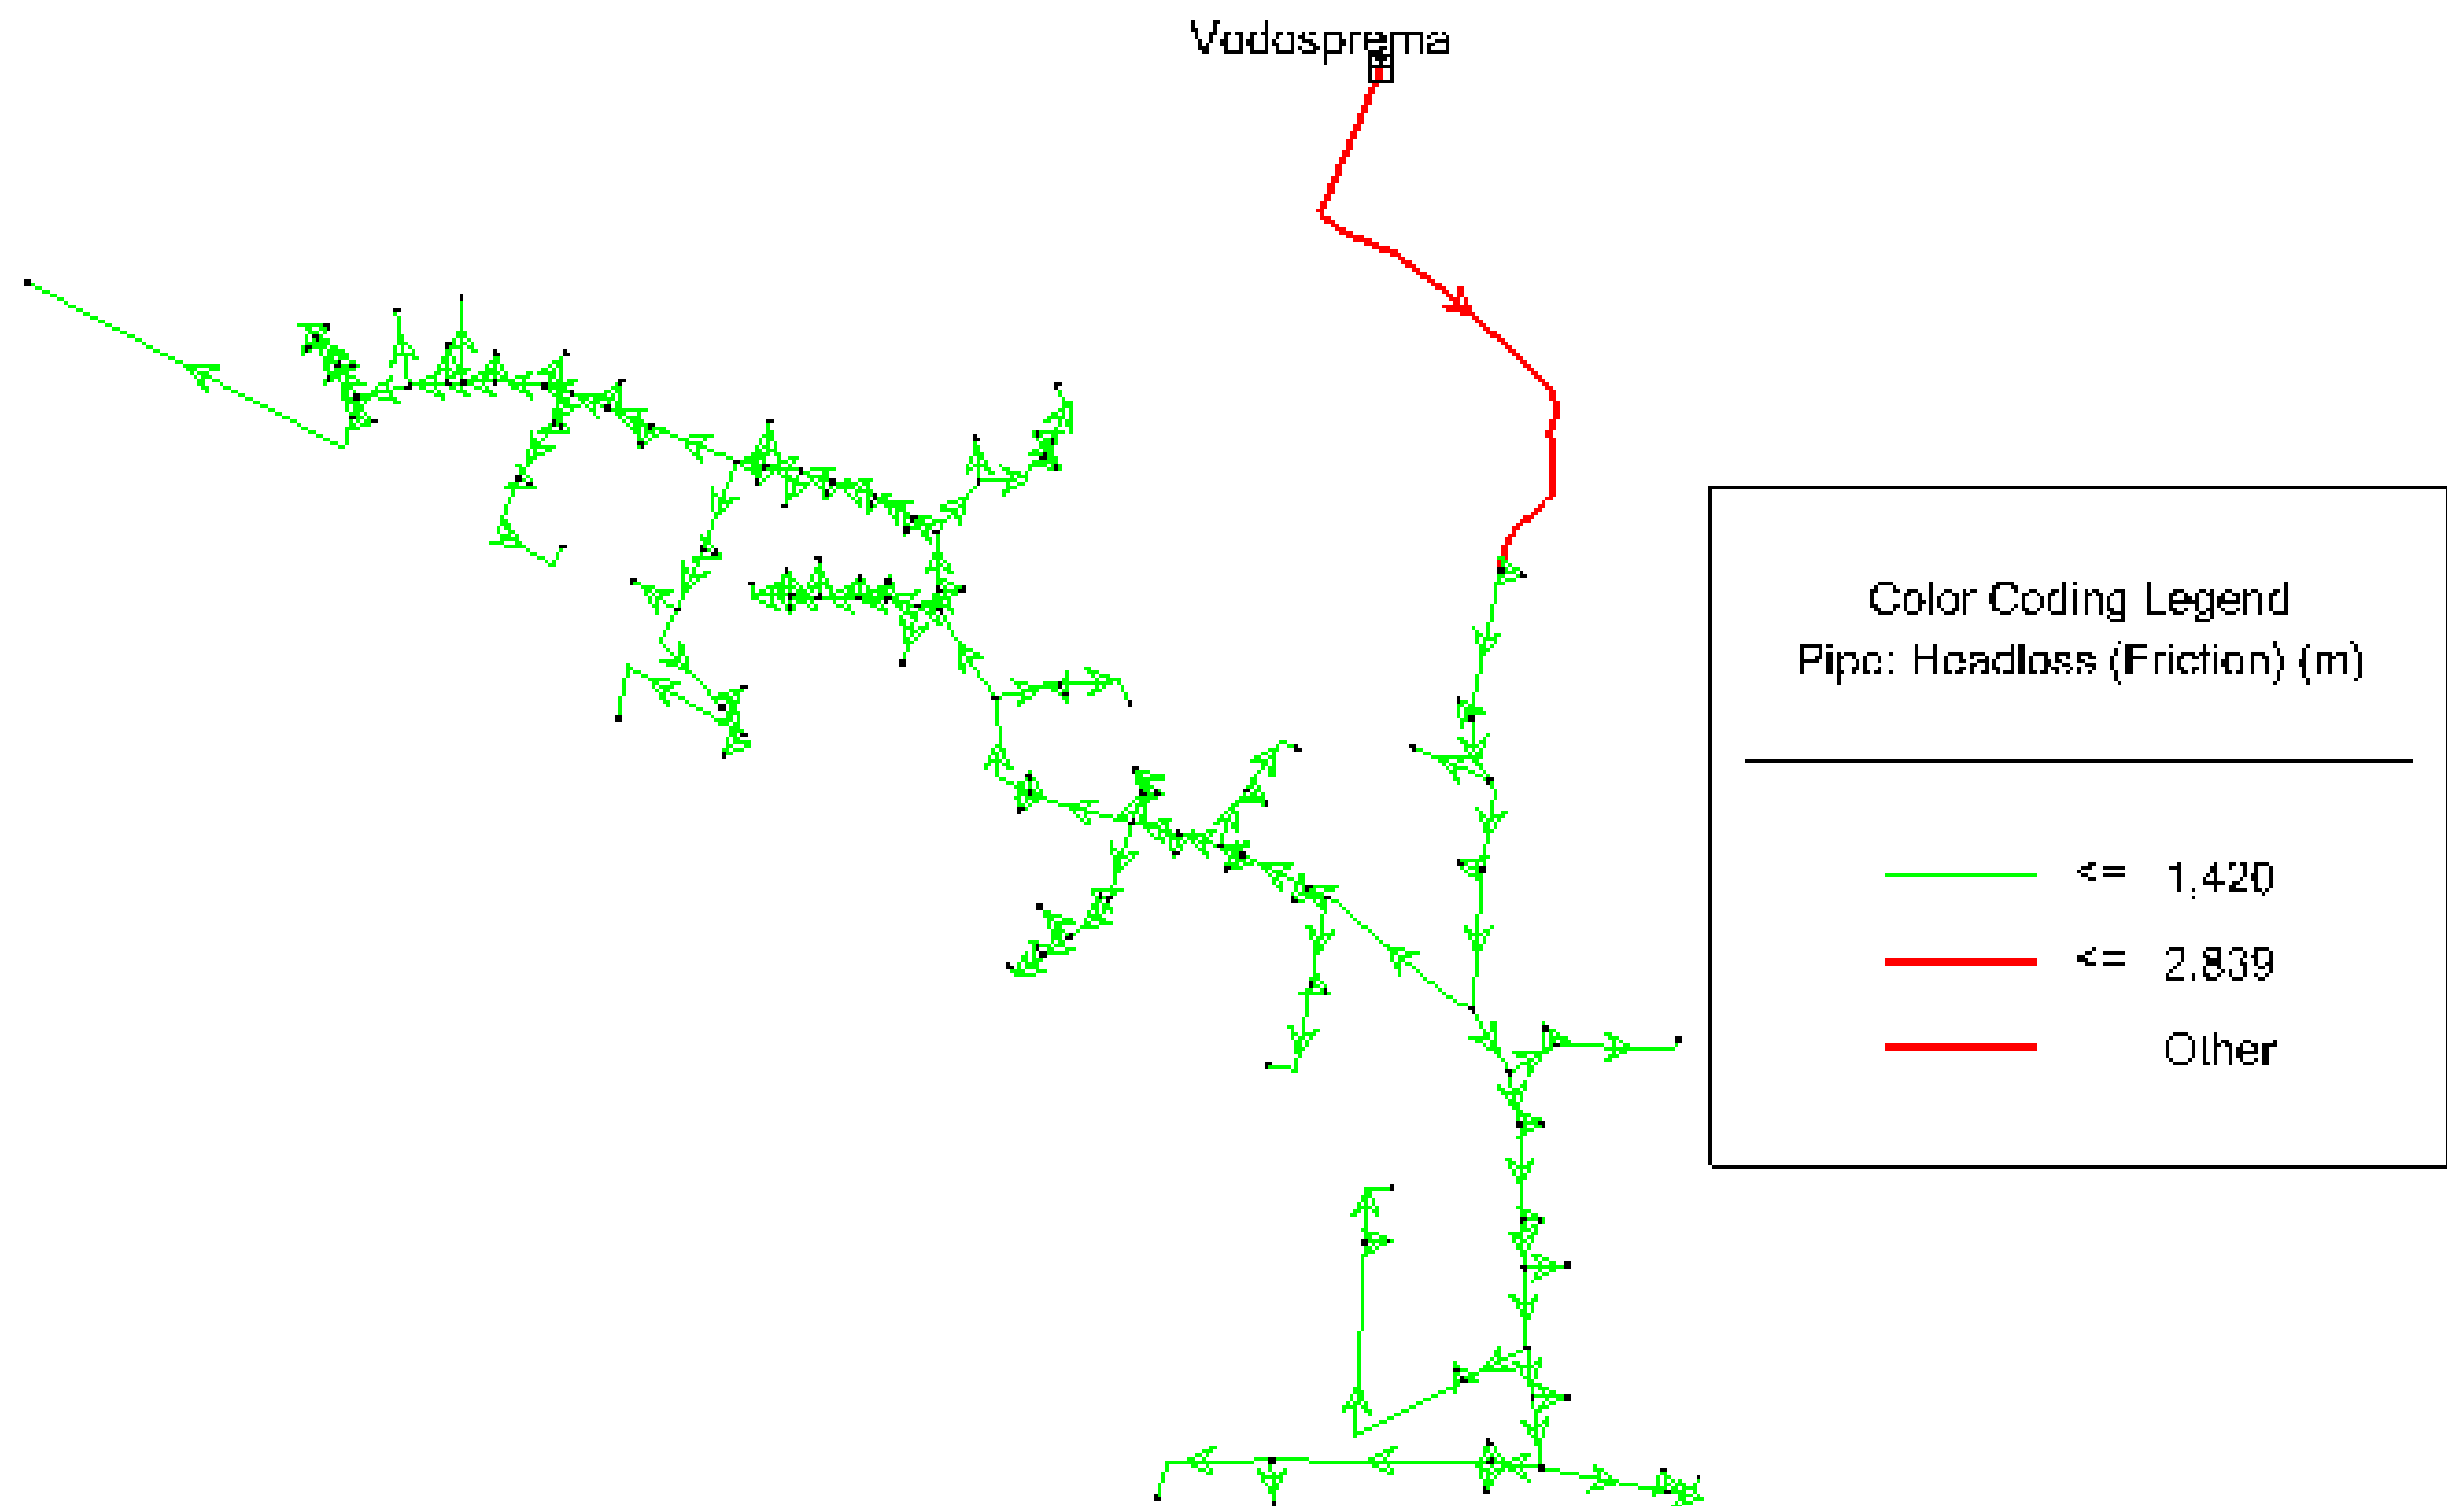 Vodosprema
Color Coding Legend
Pipe: Headloss (Friction) (m)
<= 1,420
<= 2,839
Other